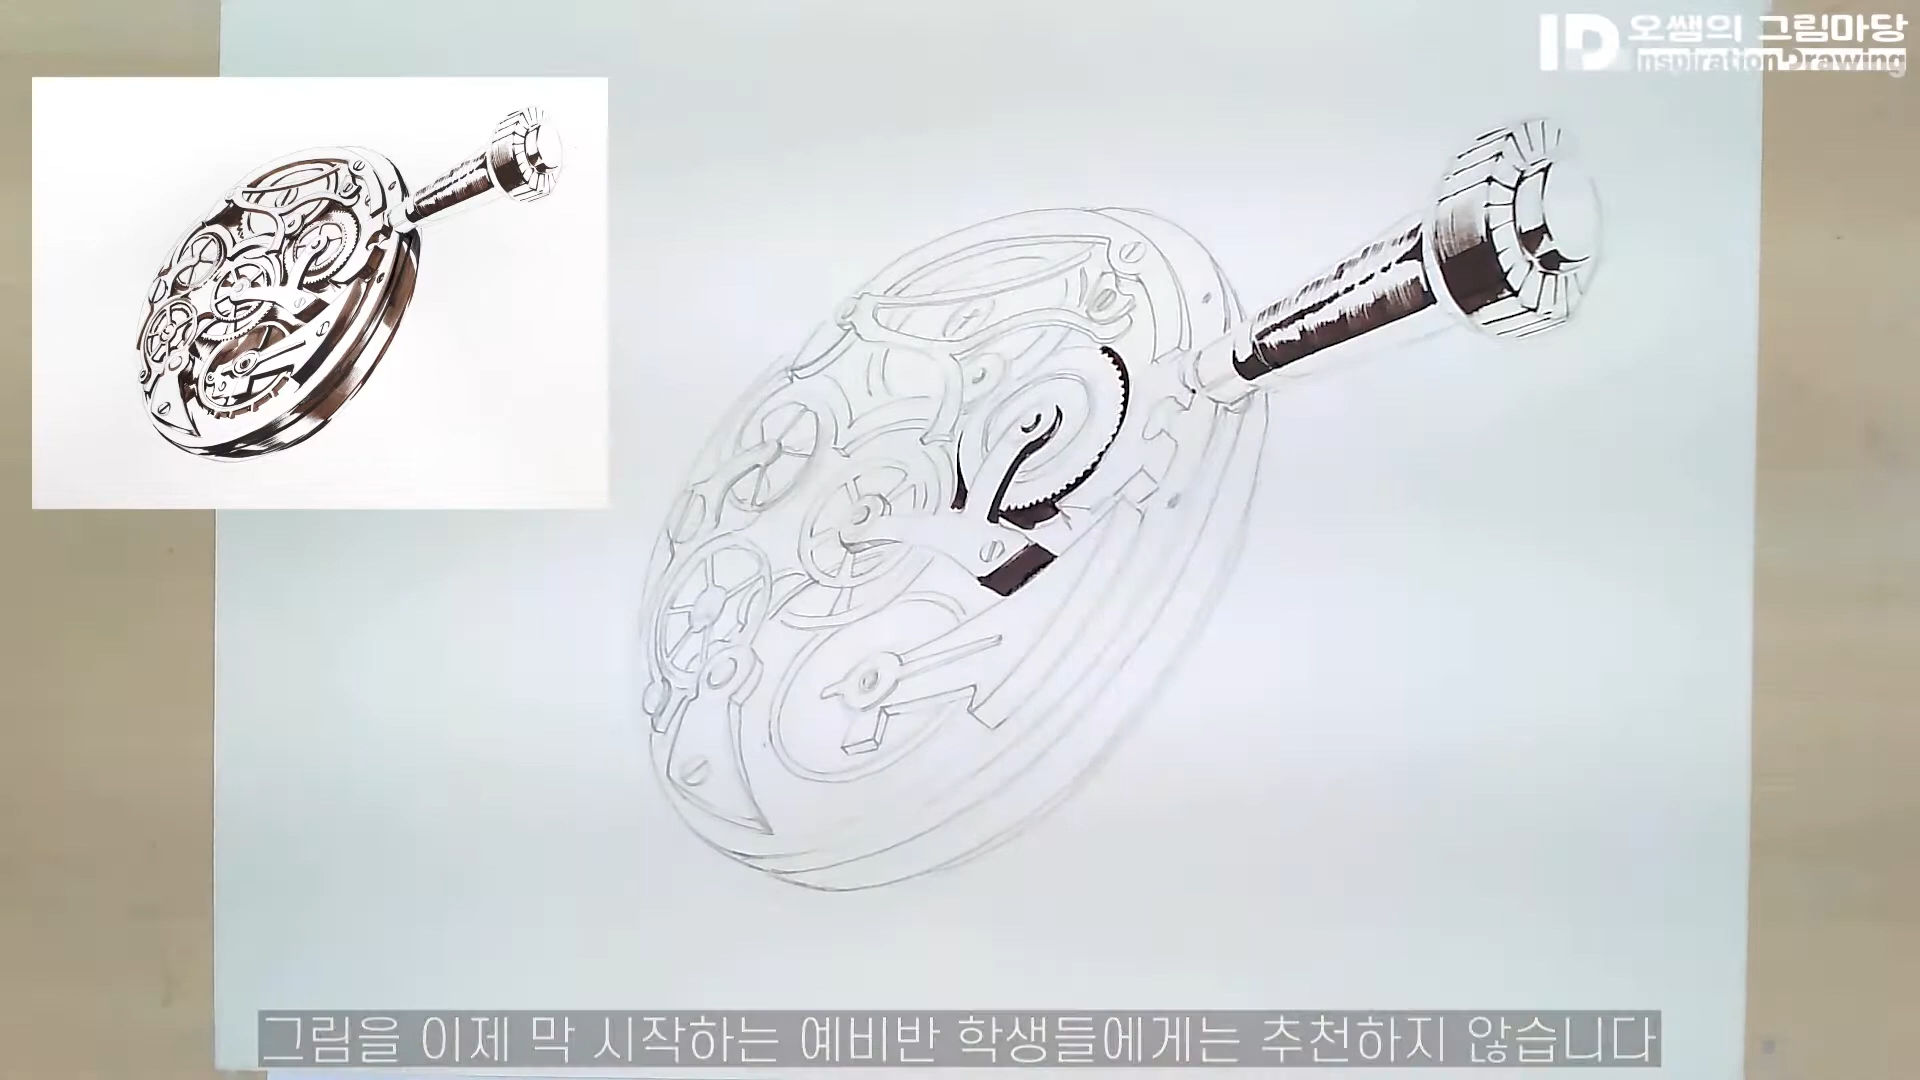 ID 오쌤의 그림마당
Inspiration Drawing
그림을 이제 막 시작하는 예비반 학생들에게는 추천하지 않습니다